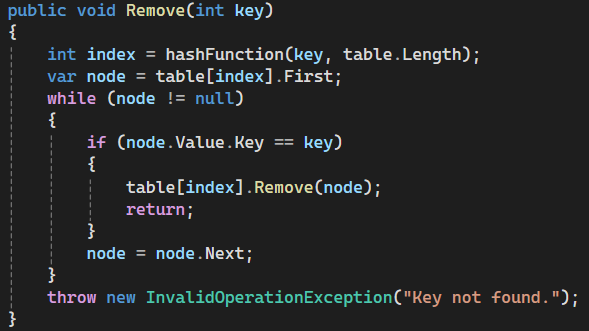 public void Remove(int key)
{
    int index = hashFunction(key, table.Length);
    var node = table[index].First;
    while (node != null)
    {
        if (node.Value.Key == key)
        {
            table[index].Remove(node);
            return;
        }
        node = node.Next;
    }
    throw new InvalidOperationException("Key not found.");
}